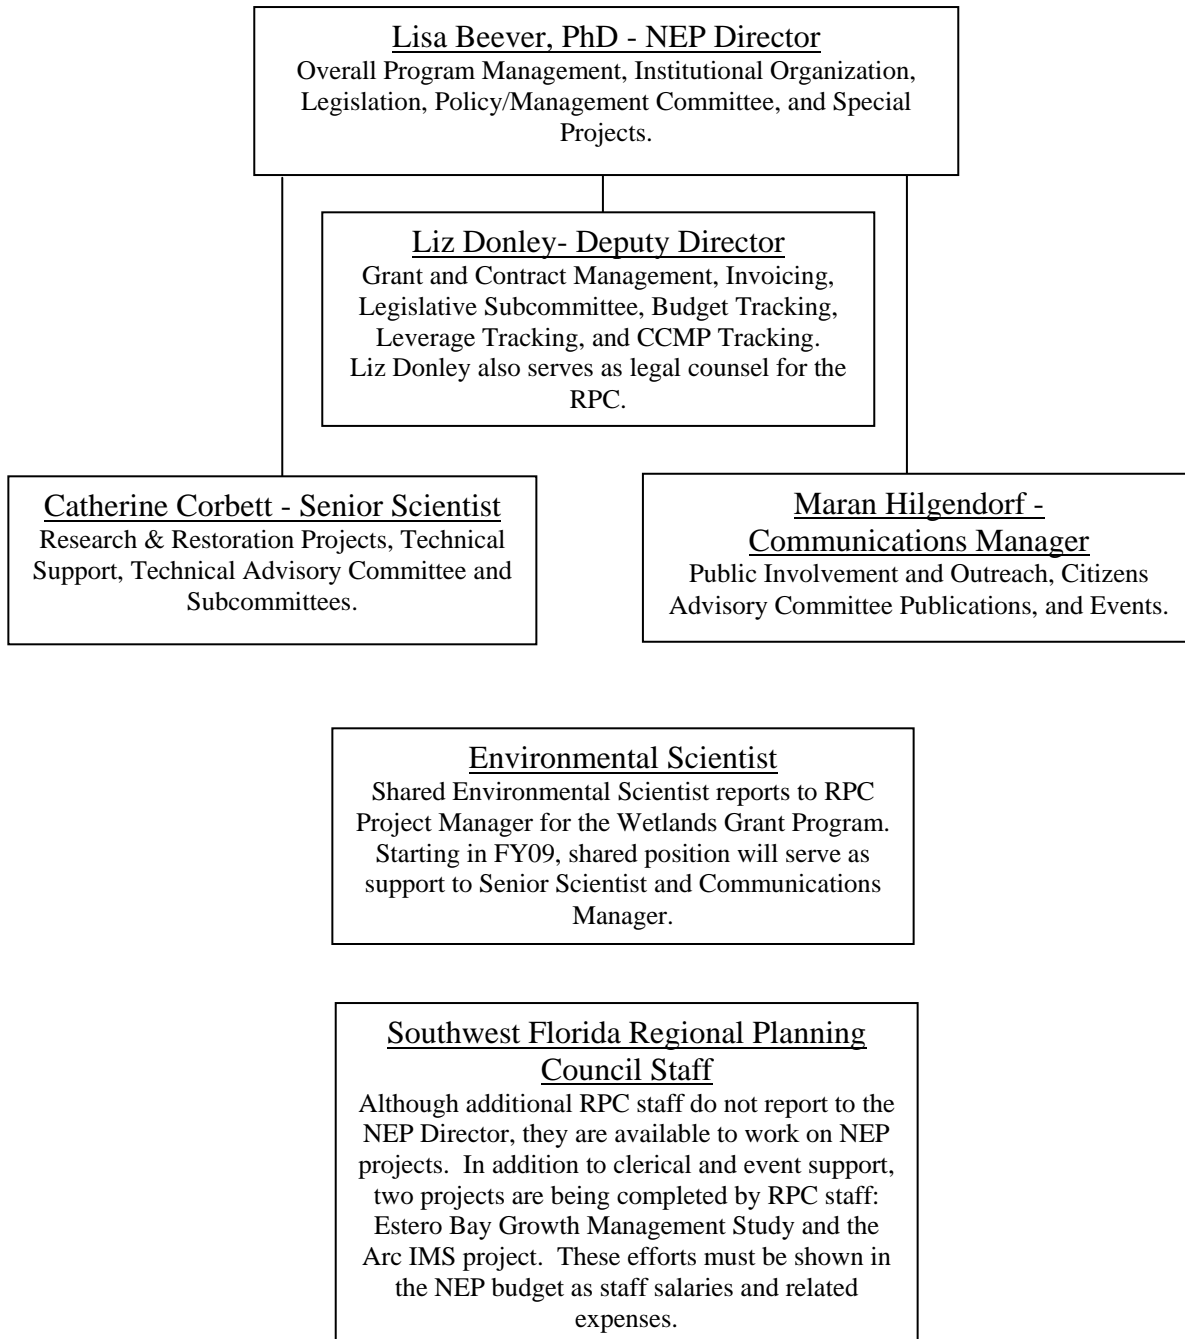 Lisa Beever, PhD - NEP Director
Overall Program Management, Institutional Organization,
Legislation, Policy/Management Committee, and Special
Projects.
Liz Donley- Deputy Director
Grant and Contract Management, Invoicing,
Legislative Subcommittee, Budget Tracking,
Leverage Tracking, and CCMP Tracking.
Liz Donley also serves as legal counsel for the
RPC.
Catherine Corbett - Senior Scientist
Research & Restoration Projects, Technical
Support, Technical Advisory Committee and
Subcommittees.
Maran Hilgendorf -
Communications Manager
Public Involvement and Outreach, Citizens
Advisory Committee Publications, and Events.
Environmental Scientist
Shared Environmental Scientist reports to RPC
Project Manager for the Wetlands Grant Program.
Starting in FY09, shared position will serve as
support to Senior Scientist and Communications
Manager.
Southwest Florida Regional Planning
Council Staff
Although additional RPC staff do not report to the
NEP Director, they are available to work on NEP
projects.  In addition to clerical and event support,
two projects are being completed by RPC staff:
Estero Bay Growth Management Study and the
Arc IMS project.  These efforts must be shown in
the NEP budget as staff salaries and related
expenses.